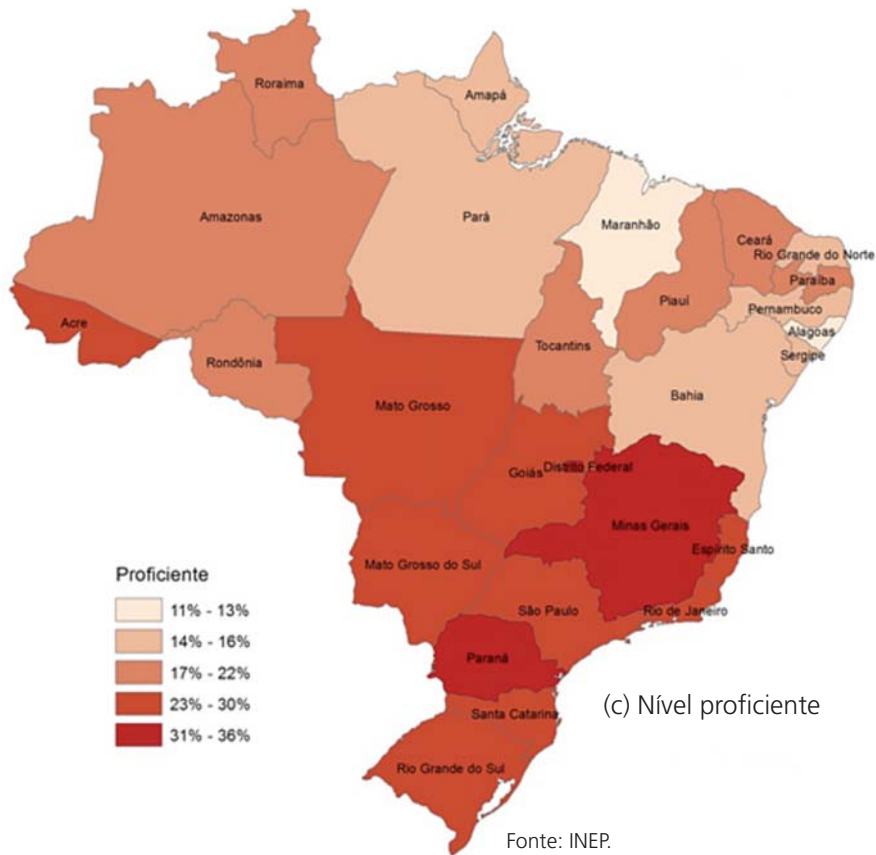 Roraima
Amapá
Amazonas
Pará
Maranhão
Ceará
Rio Grande do Norte
Paraíba
Piauí
Pernambuco
Acre
Alagoas
Tocantins
Sergipe
Rondônia
Bahia
Mato Grosso
Goiás
Distrito Federal
Minas Gerais
Espírito Santo
Mato Grosso do Sul
São Paulo
Rio de Janeiro
Paraná
Santa Catarina
Rio Grande do Sul
Proficiente
11% - 13%
14% - 16%
17% - 22%
23% - 30%
31% - 36%
(c) Nível proficiente
Fonte: INEP.